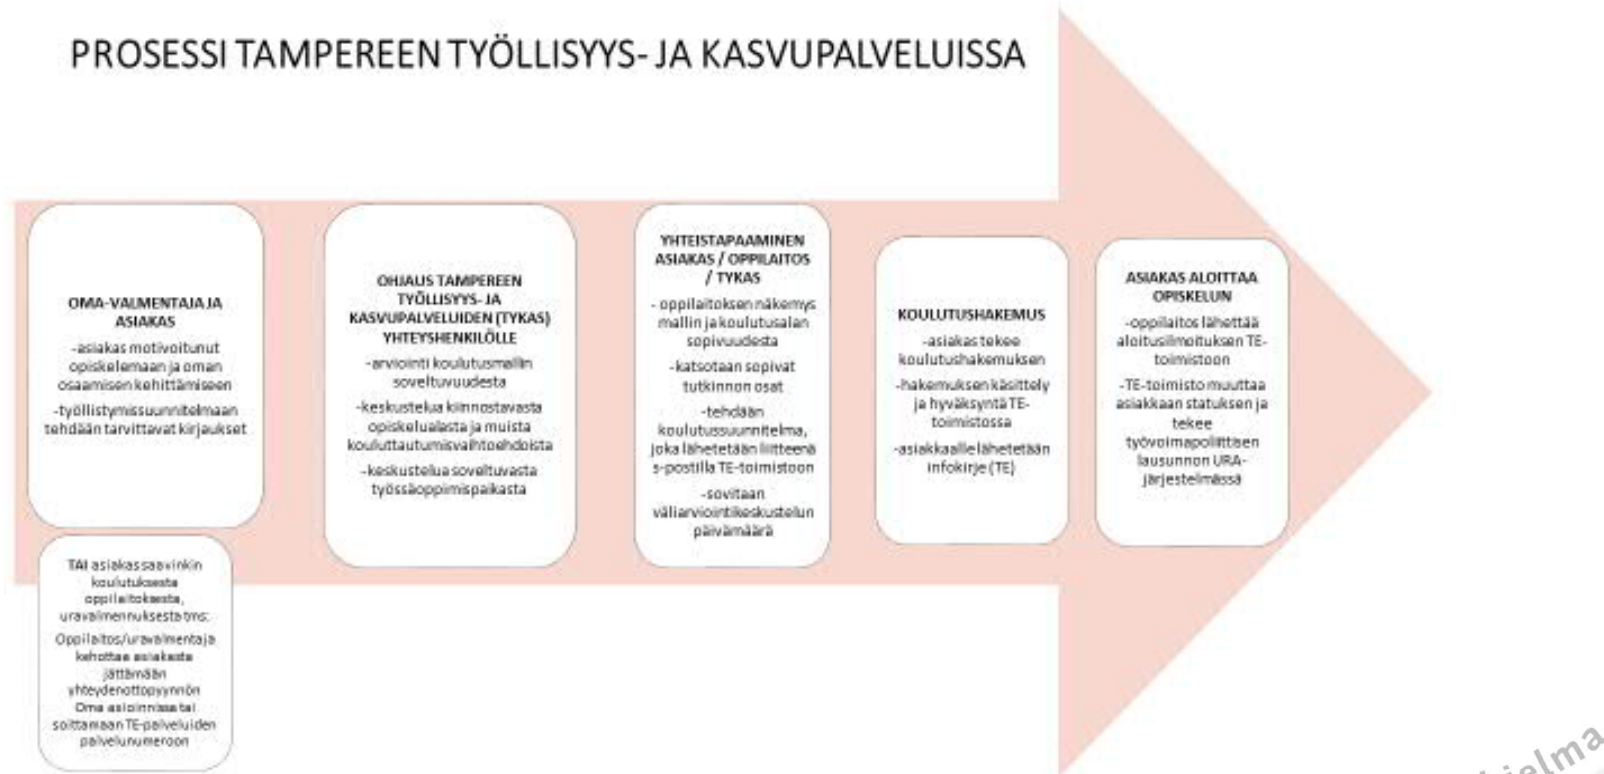 PROSESSI TAMPEREEN TYÖLLISYYS- JA KASVUPALVELUISSA
OMA-VALMENTAJA JA
ASIAKAS
-asiakas motivoitunut
opiskelemaan ja oman
osaamisen kehittämiseen
-työllistymissuunnitelmaan
tehdään tarvittavat kirjaukset
TAI asiakas saa vinkin
koulutuksesta
oppilaitoksesta,
uravalmennuksesta tms:
Oppilaitos/uravalmentaja
kehottaa asiakasta
jättämään
yhteydenottopyynnön
Oma asioinnissa tai
soittamaan TE-palveluiden
palvelunumeroon
OHJAUS TAMPEREEN
TYÖLLISYYS- JA
KASVUPALVELUIDEN (TYKAS)
YHTEYSHENKILÖLLE
-arviointi koulutusmallin
soveltuvuudesta
-keskustelua kiinnostavasta
opiskelualasta ja muista
kouluttautumisvaihtoehdoista
-keskustelua soveltuvasta
työssäoppimispaikasta
YHTEISTAPAAMINEN
ASIAKAS / OPPILAITOS
/ TYKAS
- oppilaitoksen näkemys
mallin ja koulutusalan
sopivuudesta
-katsotaan sopivat
tutkinnon osat
-tehdään
koulutussuunnitelma,
joka lähetetään liitteenä
s-postilla TE-toimistoon
-sovitaan
väliarviointikeskustelun
päivämäärä
KOULUTUSHAKEMUS
-asiakas tekee
koulutushakemuksen
-hakemuksen käsittely
ja hyväksyntä TE-
toimistossa
-asiakkaalle lähetetään
infokirje (TE)
ASIAKAS ALOITTAA
OPISKELUN
-oppilaitos lähettää
aloitusilmoituksen TE-
toimistoon
-TE-toimisto muuttaa
asiakkaan statuksen ja
tekee
työvoimapoliittisen
lausunnon URA-
järjestelmässä